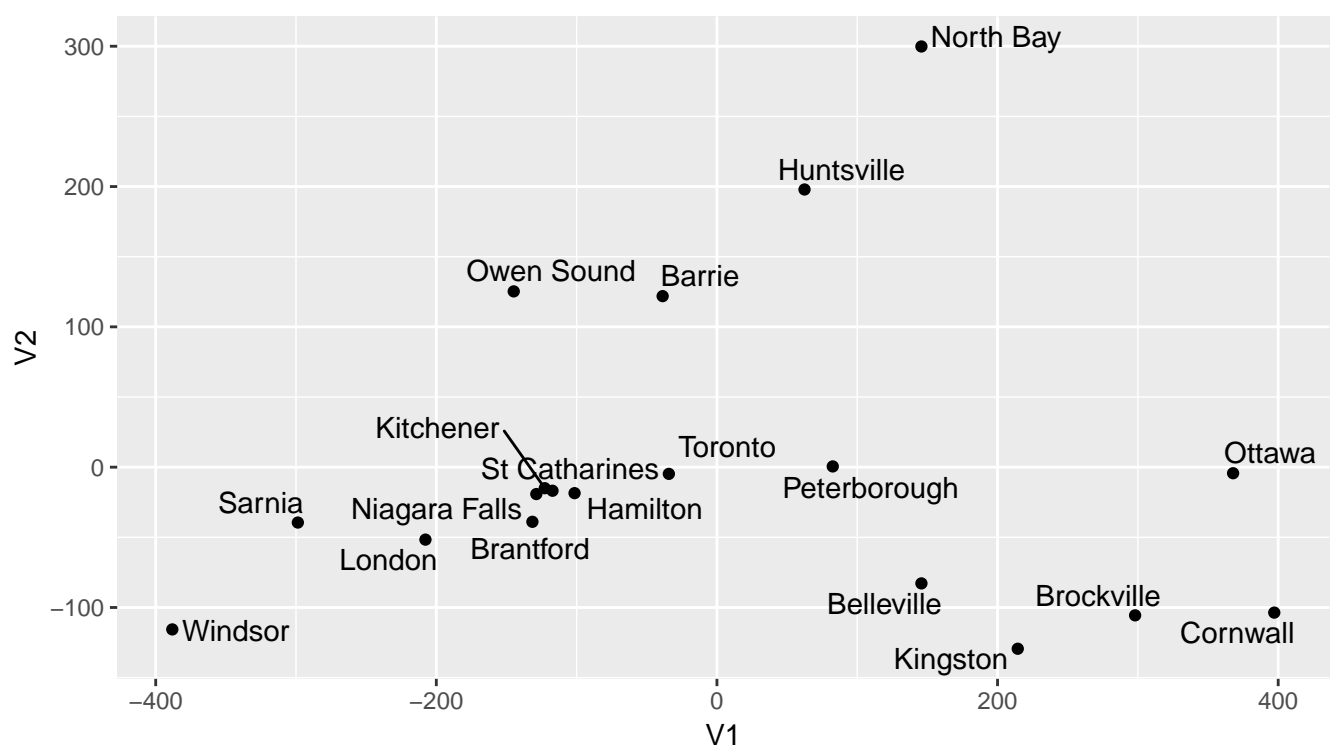 North Bay
300
Huntsville
200
Owen Sound
Barrie
100
V2
Kitchener
Toronto
Ottawa
St Catharines
0
Peterborough
Sarnia
Niagara Falls
Hamilton
Brantford
London
−100
Belleville
Brockville
Windsor
Cornwall
Kingston
−400
−200
0
200
400
V1